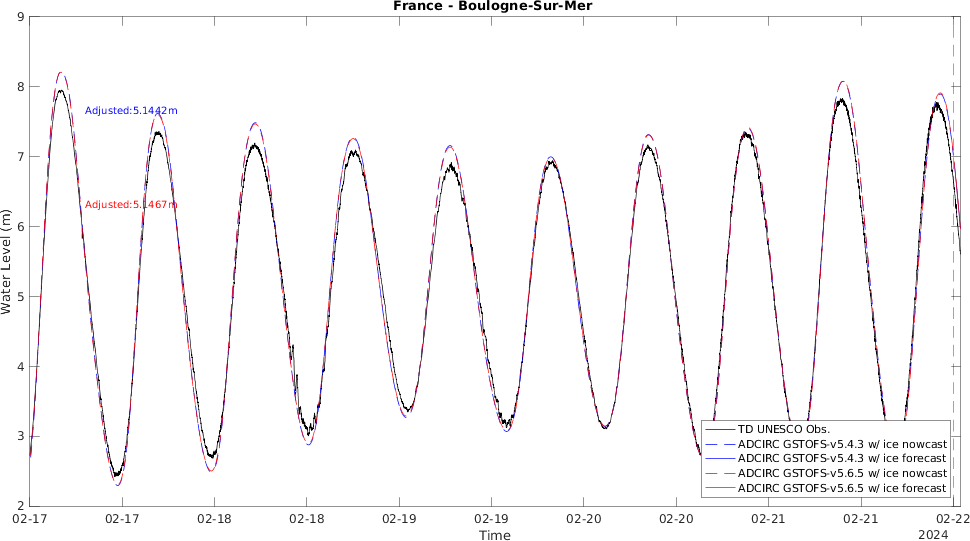 France - Boulogne-Sur-Mer
9
8
7
6
5
4
3
2
Water Level (m)
Adjusted:5.1442m
Adjusted:5.1467m
TD UNESCO Obs.
ADCIRC GSTOFS-v5.4.3 w/ ice nowcast
ADCIRC GSTOFS-v5.4.3 w/ ice forecast
ADCIRC GSTOFS-v5.6.5 w/ ice nowcast
ADCIRC GSTOFS-v5.6.5 w/ ice forecast
02-17 02-17 02-18 02-18 02-19 02-19 02-20 02-20 02-21 02-21 02-22
Time
2024